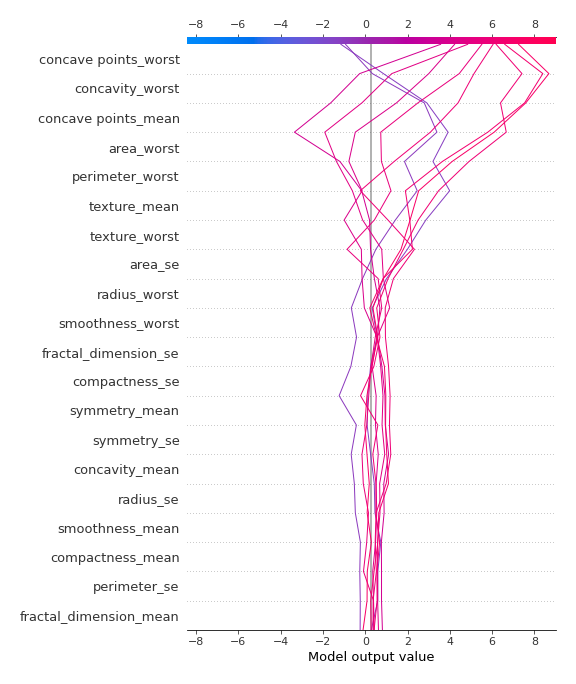 −8 −6 −4 −2 0 2 4 6 8
concave points_worst
concavity_worst
concave points_mean
area_worst
perimeter_worst
texture_mean
texture_worst
area_se
radius_worst
smoothness_worst
fractal_dimension_se
compactness_se
symmetry_mean
symmetry_se
concavity_mean
radius_se
smoothness_mean
compactness_mean
perimeter_se
fractal_dimension_mean
−8 −6 −4 −2 0 2 4 6 8
Model output value